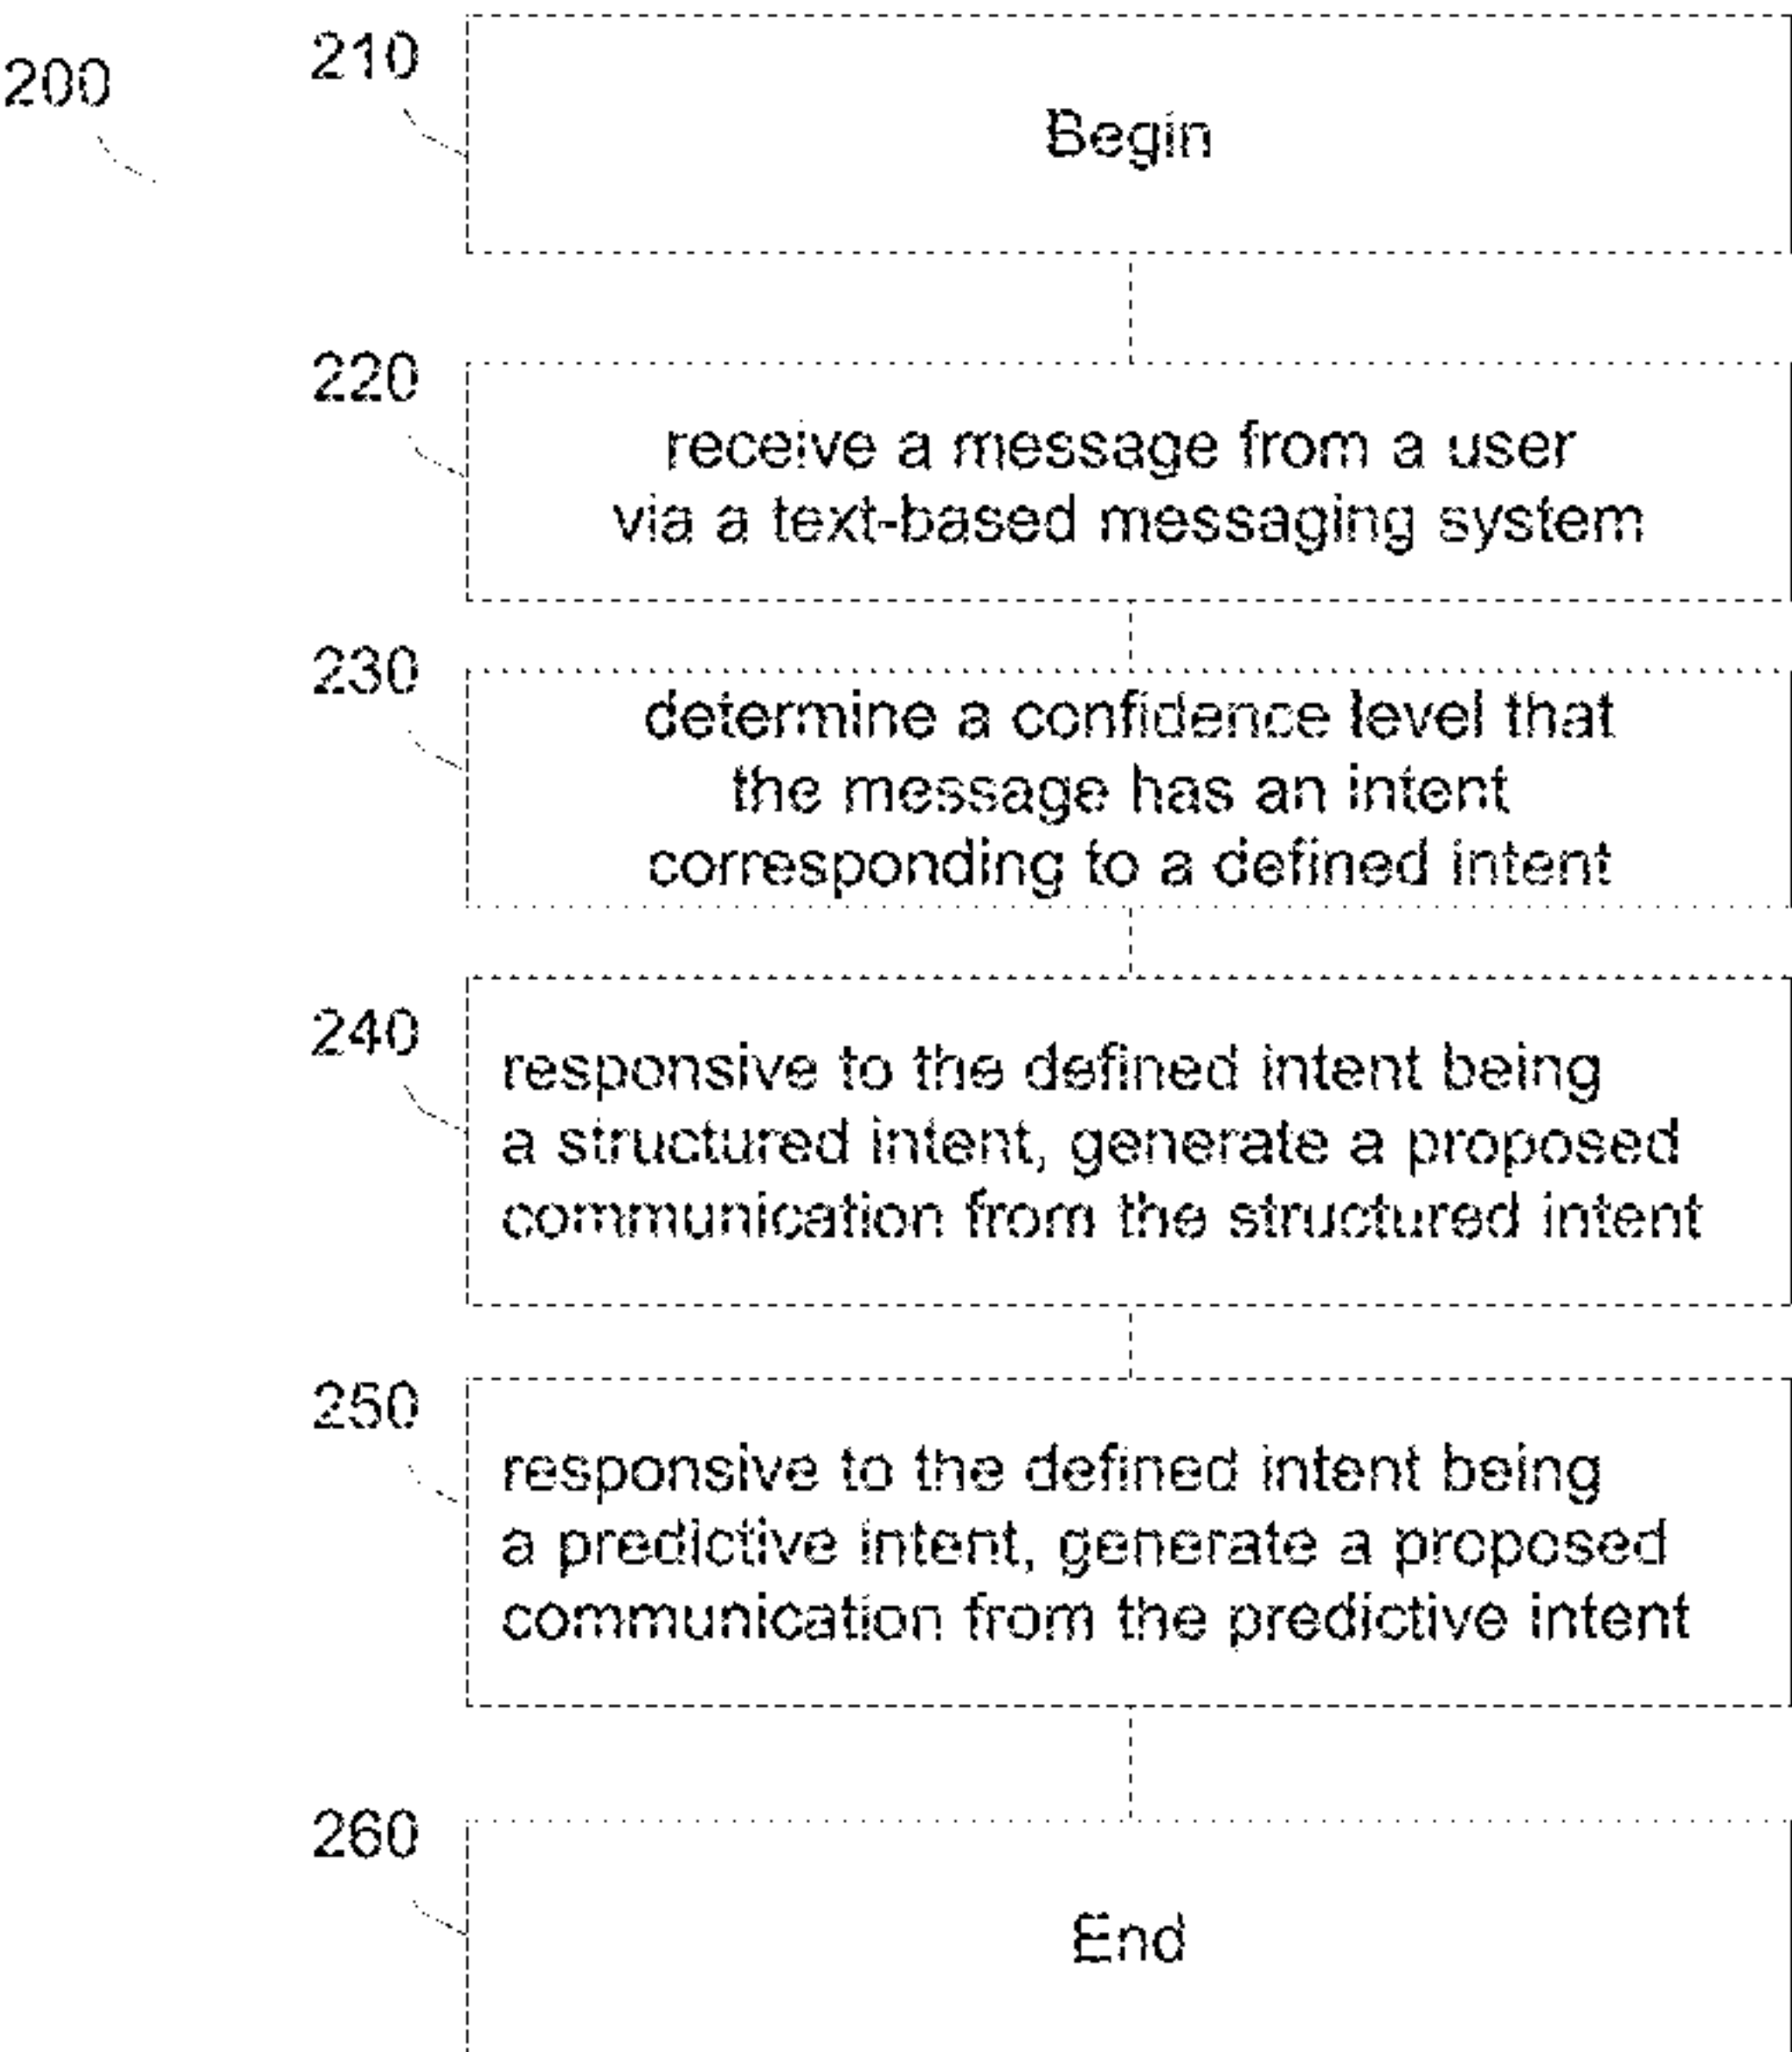 200
210
Begin
220
receive a message from a user
via a text-based messaging system
230
determine a confidence level that
the message has an intent
corresponding to a defined intent
240
responsive to the defined intent being
a structured intent, generate a proposed
communication from the structured intent
250
responsive to the defined intent being
a predictive intent, generate a proposed
communication from the predictive intent
260
End